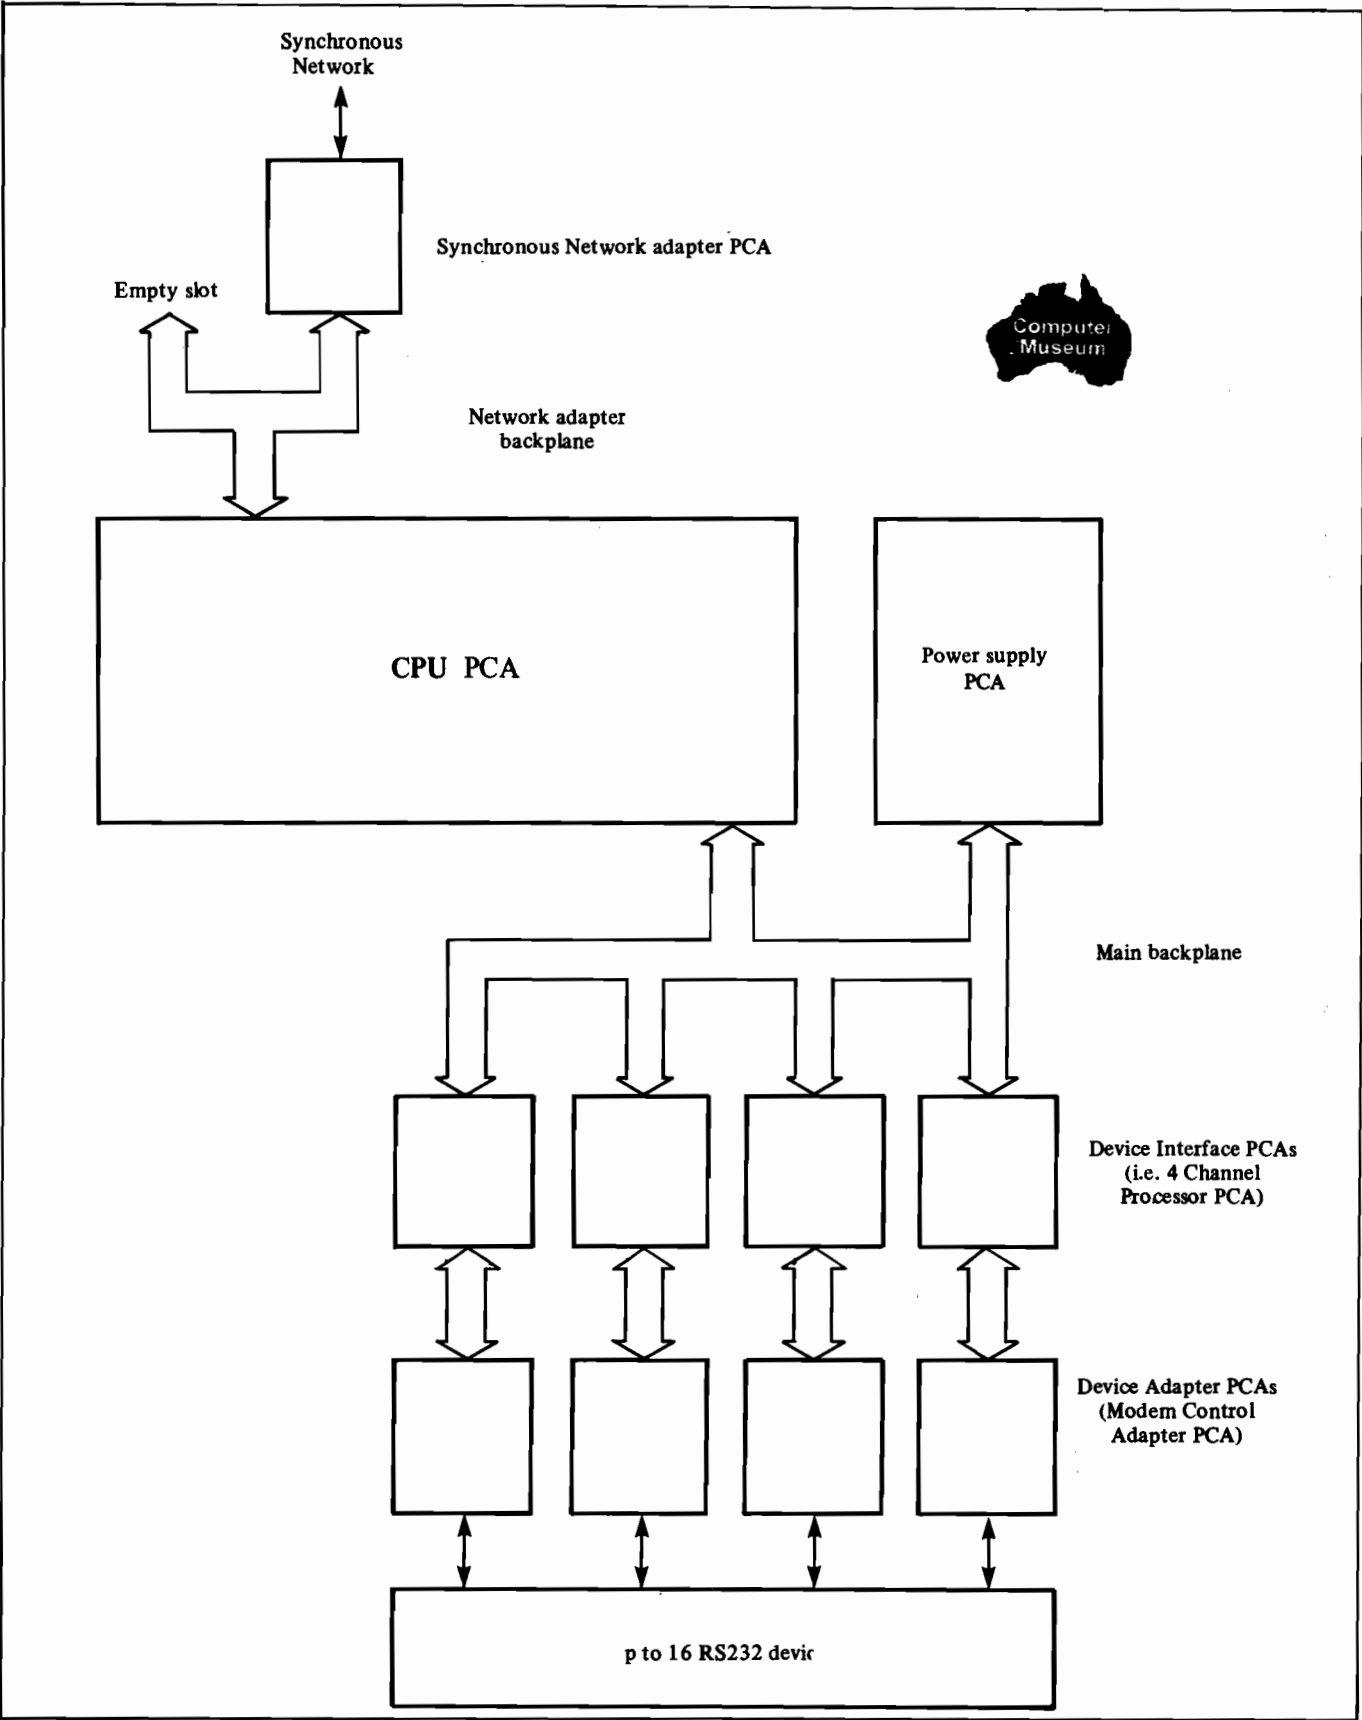 Synchronous
Network
Synchronous Network adapter PCA
Empty slot
Computer
Museum
Network adapter
backplane
CPU PCA
Power supply
PCA
Main backplane
Device Interface PCAs
(i.e. 4 Channel
Processor PCA)
Device Adapter PCAs
(Modem Control
Adapter PCA)
p to 16 RS232 devic